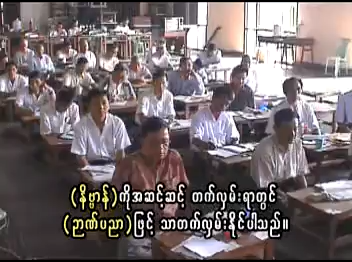 (နိဗ္ဗာန်)ကိုအဆင့်ဆင့် တက်လှမ်းရာတွင်
(ဉာဏ်ပညာ)ဖြင့် သာတက်လှမ်းနိုင်ပါသည်။